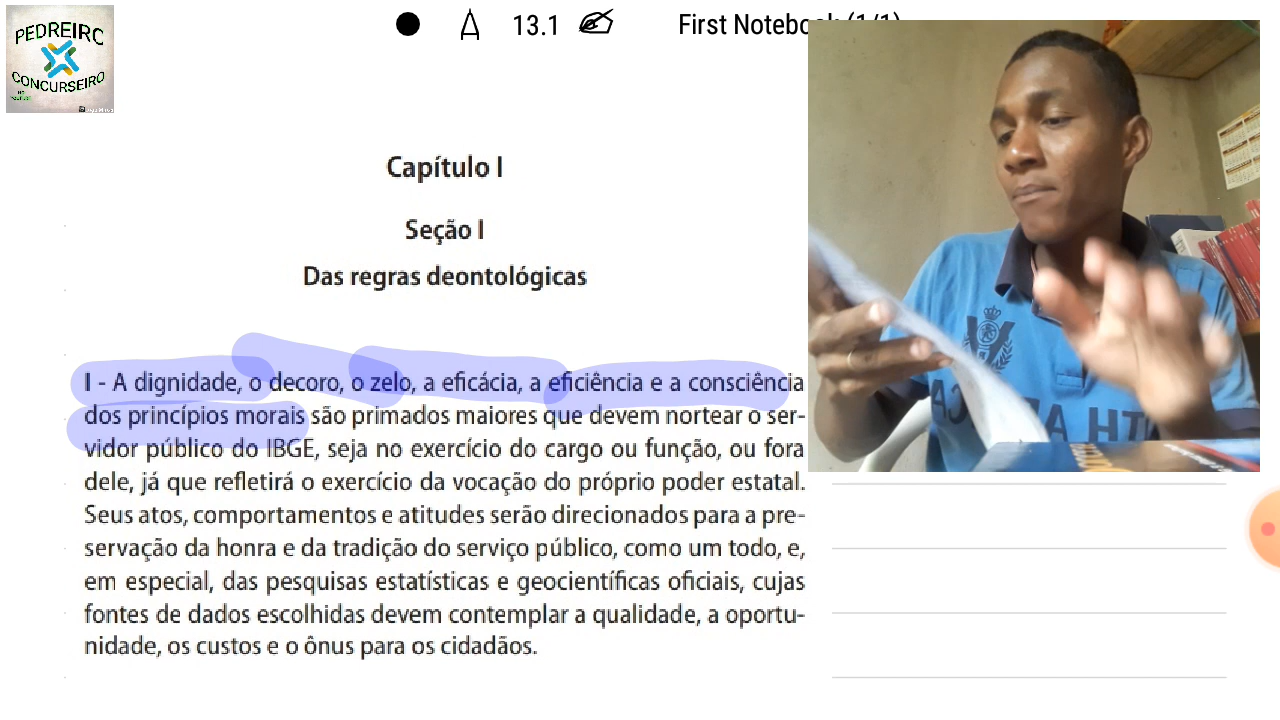 PEDREIRO
CONCURSEIRO
13.1
First Notebook (1/1)
Capítulo I
Seção I
Das regras deontológicas
I - A dignidade, o decoro, o zelo, a eficácia, a eficiência e a consciência
dos princípios morais são primados maiores que devem nortear o ser-
vidor público do IBGE, seja no exercício do cargo ou função, ou fora
dele, já que refletirá o exercício da vocação do próprio poder estatal.
Seus atos, comportamentos e atitudes serão direcionados para a pre-
servação da honra e da tradição do serviço público, como um todo, e,
em especial, das pesquisas estatísticas e geocientíficas oficiais, cujas
fontes de dados escolhidas devem contemplar a qualidade, a oportu-
nidade, os custos e o ônus para os cidadãos.